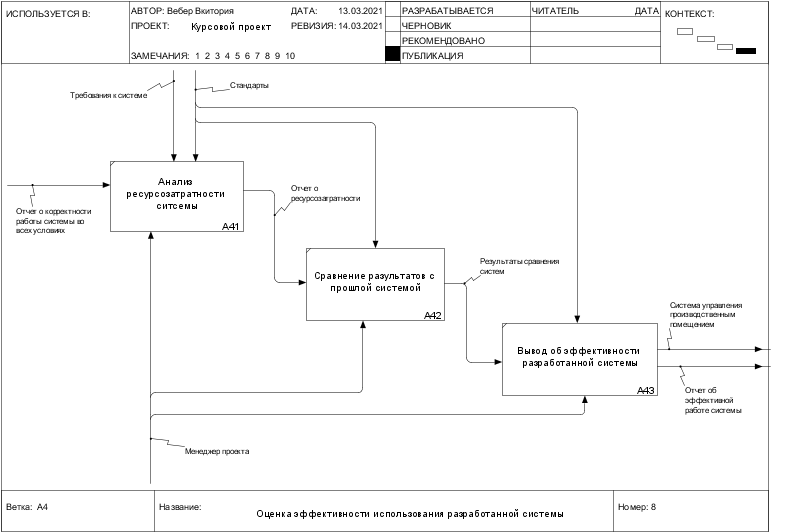 ИСПОЛЬЗУЕТСЯ В:
АВТОР: Вебер Вкитория
ДАТА: 13.03.2021
ПРОЕКТ: Курсовой проект
РЕВИЗИЯ: 14.03.2021
ЗАМЕЧАНИЯ: 1 2 3 4 5 6 7 8 9 10
РАЗРАБАТЫВАЕТСЯ
ЧЕРНОВИК
РЕКОМЕНДОВАНО
ПУБЛИКАЦИЯ
ЧИТАТЕЛЬ
ДАТА
КОНТЕКСТ:
Требования к системе
Стандарты
Анализ
ресурсозатратности
ситсемы
A41
Отчет о корректности
работы системы во
всех условиях
Отчет о
ресурсозатратности
Сравнение разультатов с
прошлой системой
A42
Результаты сравнения
систем
Система управления
производственным
помещением
Вывод об эффективности
разработанной системы
A43
Отчет об
эффективной
работе системы
Менеджер проекта
Ветка: A4
Название:
Оценка эффективности использования разработанной системы
Номер: 8